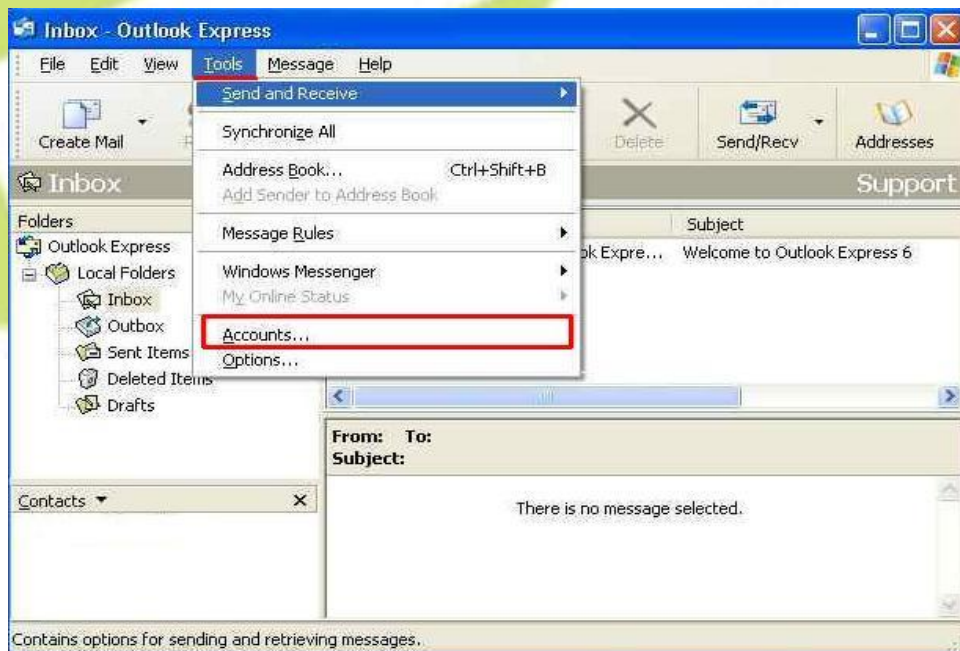 Inbox - Outlook Express
File Edit View Tools Message Help
Create Mail Delete Send/Recv Addresses
Send and Receive
Synchronize All
Address Book... Ctrl+Shift+B
Add Sender to Address Book
Message Rules
Windows Messenger
My Online Status
Accounts...
Options...
Inbox Support
Folders
Outlook Express
Local Folders
Inbox
Outbox
Sent Items
Deleted Items
Drafts
Subject
Welcome to Outlook Express 6
From: To:
Subject:
There is no message selected.
Contacts
Contains options for sending and retrieving messages.